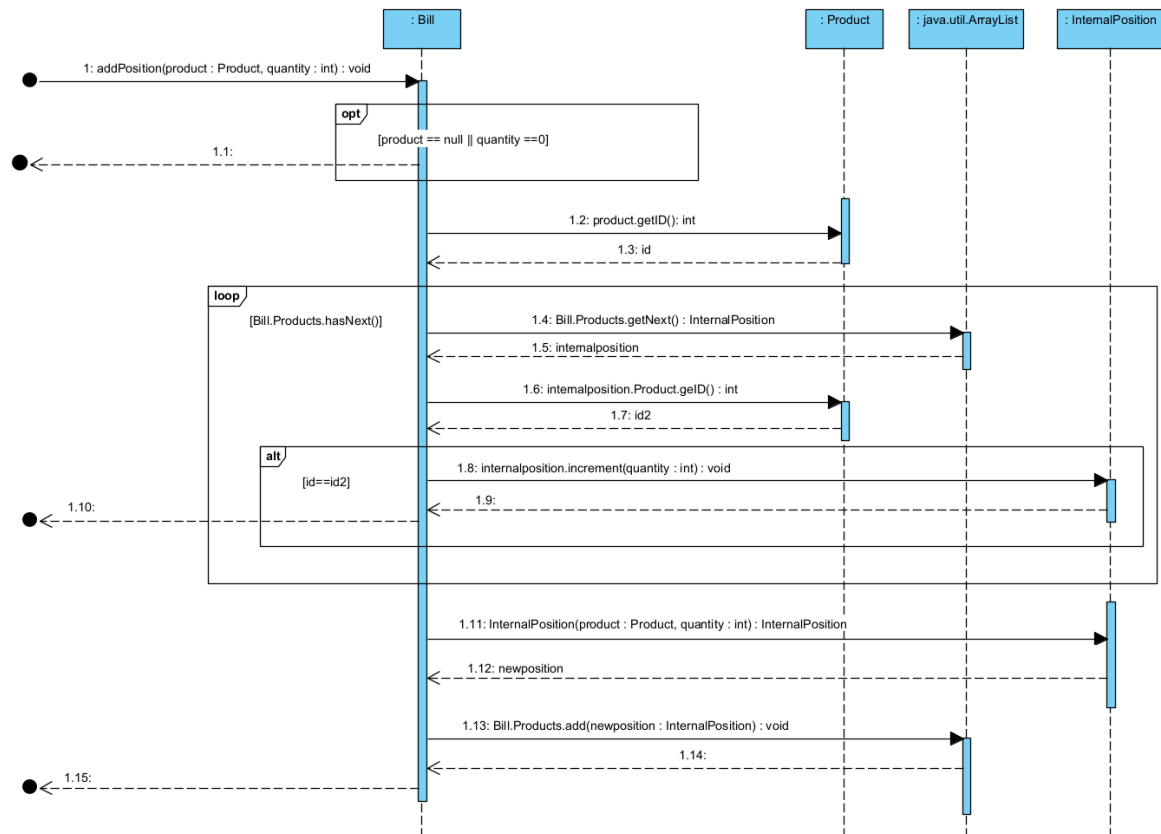 : Bill
: Product
: java.util.ArrayList
: InternalPosition
1: addPosition(product : Product, quantity : int) : void
opt
[product == null || quantity ==0]
1.1:
1.2: product.getID(): int
1.3: id
loop
[Bill.Products.hasNext()]
1.4: Bill.Products.getNext() : InternalPosition
1.5: internalposition
1.6: internalposition.Product.geID() : int
1.7: id2
alt
[id==id2]
1.8: internalposition.increment(quantity : int) : void
1.9:
1.10:
1.11: InternalPosition(product : Product, quantity : int) : InternalPosition
1.12: newposition
1.13: Bill.Products.add(newposition : InternalPosition) : void
1.14:
1.15: